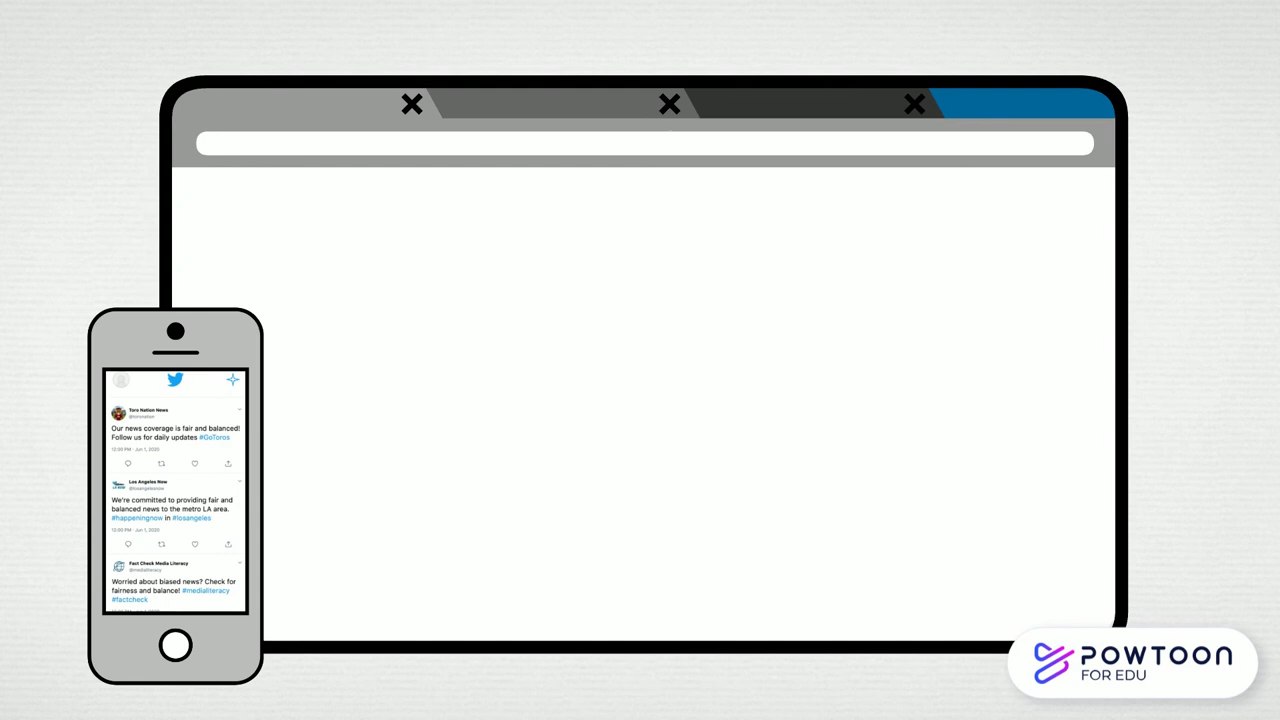 Toro Nation News
@toronation
Our news coverage is fair and balanced!
Follow us for daily updates #GoToros
12:00 PM · Jun 1, 2020
Los Angeles Now
@losangelesnow
We're committed to providing fair and
balanced news to the metro LA area.
#happeningnow in #losangeles
12:00 PM · Jun 1, 2020
Fact Check Media Literacy
@medialiteracy
Worried about biased news? Check for
fairness and balance! #medialiteracy
#factcheck
POWTOON
FOR EDU